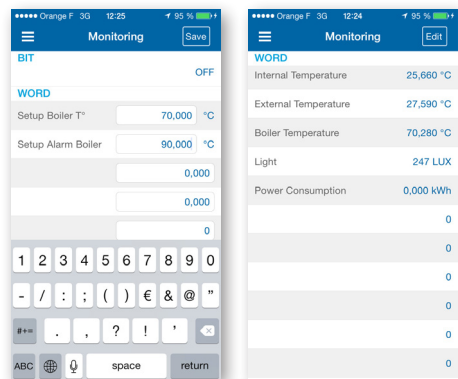 Orange F 3G 12:25 95 %
Monitoring Save
BIT
OFF
WORD
Setup Boiler T° 70,000 °C
Setup Alarm Boiler 90,000 °C
0,000
0,000
0
1 2 3 4 5 6 7 8 9 0
- / : ; ( ) € & @ ”
#+= . , ? ! ’
ABC space return
Orange F 3G 12:24 95 %
Monitoring Edit
WORD
Internal Temperature 25,660 °C
External Temperature 27,590 °C
Boiler Temperature 70,280 °C
Light 247 LUX
Power Consumption 0,000 kWh
0
0
0
0
0
0